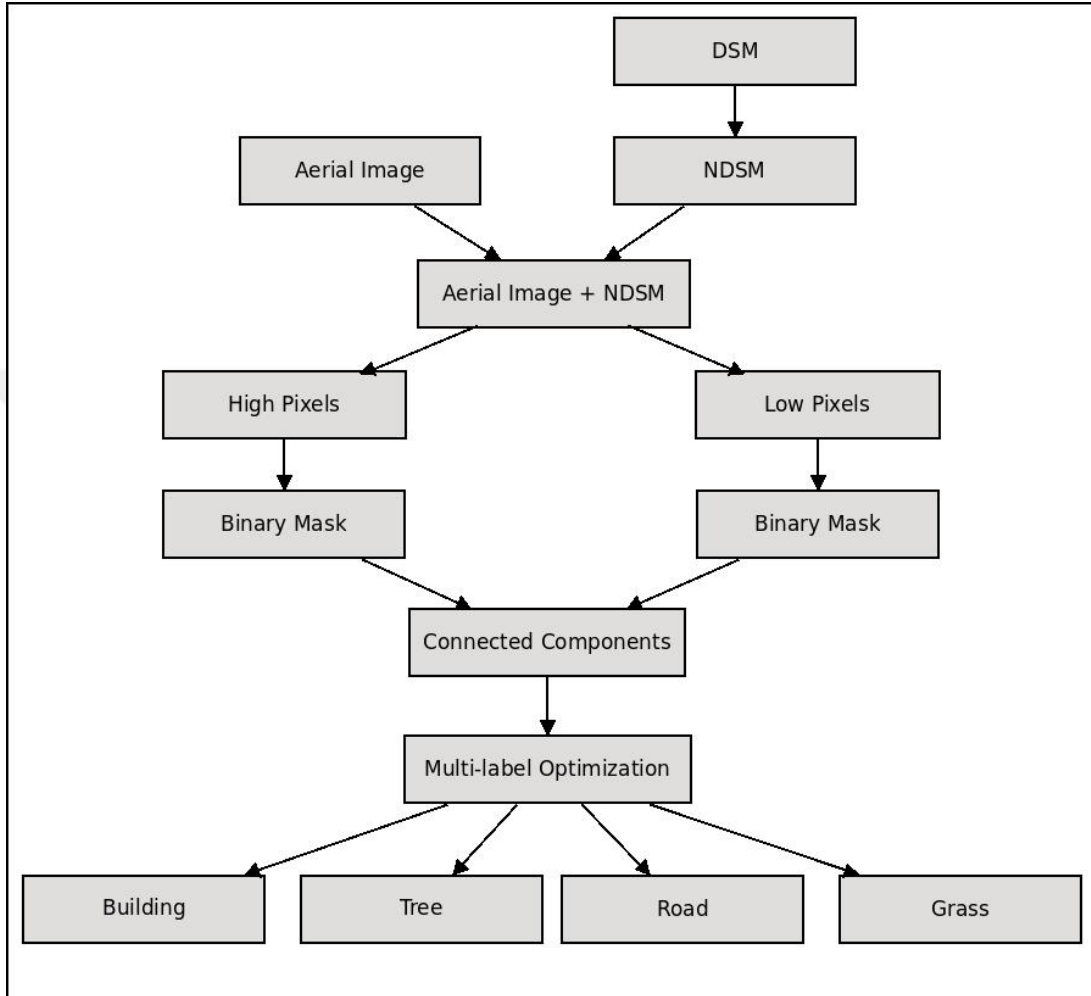 DSM
Aerial Image
NDSM
Aerial Image + NDSM
High Pixels
Low Pixels
Binary Mask
Binary Mask
Connected Components
Multi-label Optimization
Building
Tree
Road
Grass